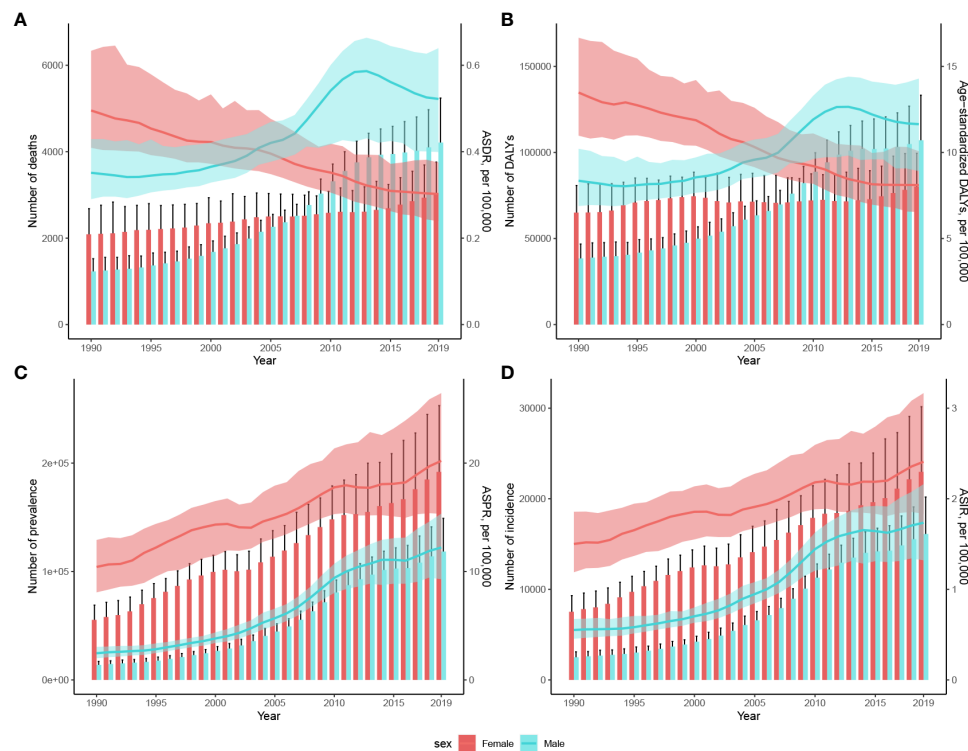 A
Number of deaths
6000
4000
2000
0
0.6
0.4
0.2
0.0
ASDR, per 100,000
1990 1995 2000 2005 2010 2015 2019
Year
B
Number of DALYs
150000
100000
50000
0
15
10
5
0
Age-standardized DALYs, per 100,000
1990 1995 2000 2005 2010 2015 2019
Year
C
Number of prevalence
2e+05
1e+05
0e+00
20
10
0
ASPR, per 100,000
1990 1995 2000 2005 2010 2015 2019
Year
D
Number of incidence
30000
20000
10000
0
3
2
1
0
ASIR, per 100,000
1990 1995 2000 2005 2010 2015 2019
Year
sex Female Male